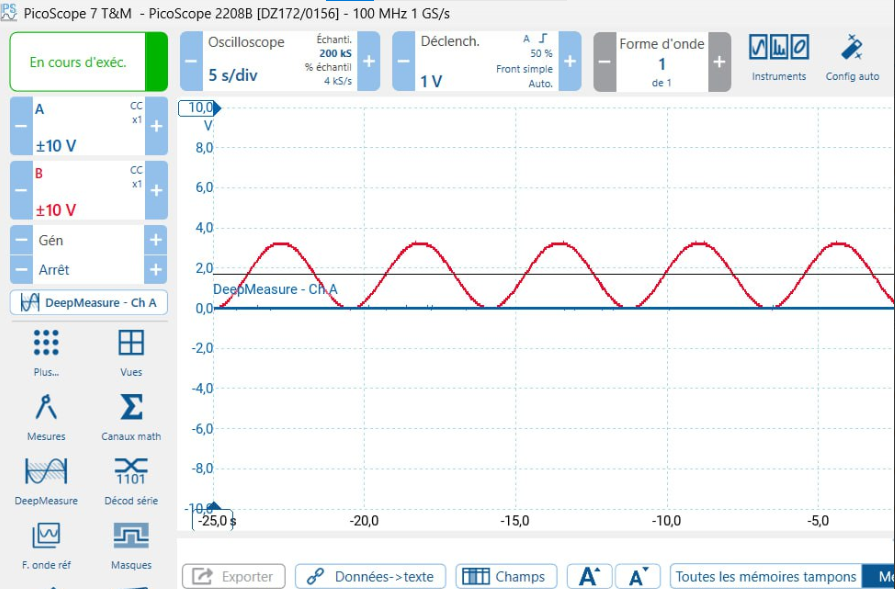 PicoScope 7 T&M - PicoScope 2208B [DZ172/0156] - 100 MHz 1 GS/s
En cours d'exéc.
Oscilloscope
5 s/div
Échanti.
200 kS
% échantil
4 kS/s
Déclench.
1 V
A
50 %
Front simple
Auto.
Forme d'onde
1
de 1
Instruments
Config auto
A
CC
x1
±10 V
B
CC
x1
±10 V
Gén
Arrêt
DeepMeasure - Ch A
Plus...
Vues
Mesures
Canaux math
1101
DeepMeasure
Décod série
F. onde réf
Masques
10,0
V
8,0
6,0
4,0
2,0
DeepMeasure - Ch A
0,0
-2,0
-4,0
-6,0
-8,0
-10,0
-25,0 s
-20,0
-15,0
-10,0
-5,0
Exporter
Données->texte
Champs
A
A
Toutes les mémoires tampons